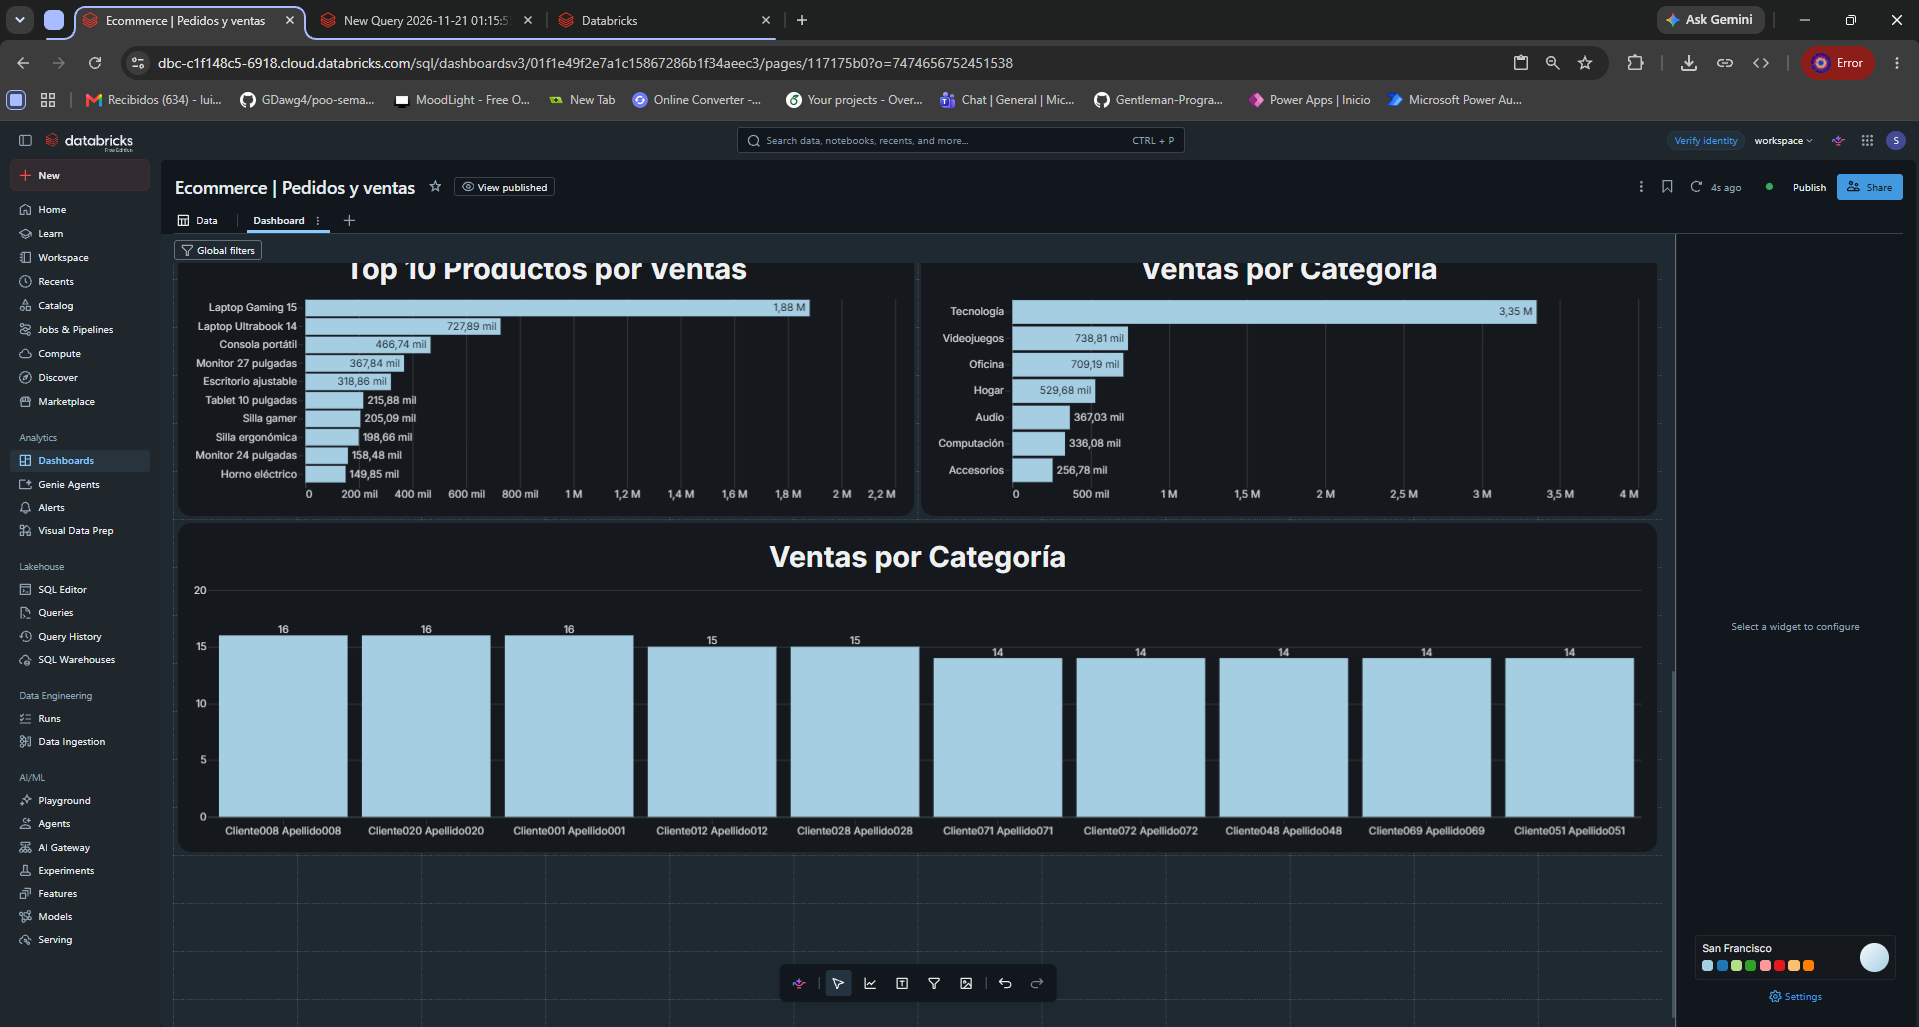 Ecommerce | Pedidos y ventas
New Query 2026-11-21 01:15:5
Databricks
Ask Gemini
dbc-c1f148c5-6918.cloud.databricks.com/sql/dashboardsv3/01f1e49f2e7a1c15867286b1f34aeec3/pages/117175b0?o=7474656752451538
Error
Recibidos (634) - lui...
GDawg4/poo-sema...
MoodLight - Free O...
New Tab
Online Converter -...
Your projects - Over...
Chat | General | Mic...
Gentleman-Progra...
Power Apps | Inicio
Microsoft Power Au...
databricks
Free Edition
Search data, notebooks, recents, and more...
CTRL + P
Verify identity
workspace
S
New
Home
Learn
Workspace
Recents
Catalog
Jobs & Pipelines
Compute
Discover
Marketplace
Analytics
Dashboards
Genie Agents
Alerts
Visual Data Prep
Lakehouse
SQL Editor
Queries
Query History
SQL Warehouses
Data Engineering
Runs
Data Ingestion
AI/ML
Playground
Agents
AI Gateway
Experiments
Features
Models
Serving
Ecommerce | Pedidos y ventas
View published
4s ago
Publish
Share
Data
Dashboard
Global filters
Top 10 Productos por Ventas
Laptop Gaming 15
1,88 M
Laptop Ultrabook 14
727,89 mil
Consola portátil
466,74 mil
Monitor 27 pulgadas
367,84 mil
Escritorio ajustable
318,86 mil
Tablet 10 pulgadas
215,88 mil
Silla gamer
205,09 mil
Silla ergonómica
198,66 mil
Monitor 24 pulgadas
158,48 mil
Horno eléctrico
149,85 mil
0 200 mil 400 mil 600 mil 800 mil 1 M 1,2 M 1,4 M 1,6 M 1,8 M 2 M 2,2 M
Ventas por Categoría
Tecnología
3,35 M
Videojuegos
738,81 mil
Oficina
709,19 mil
Hogar
529,68 mil
Audio
367,03 mil
Computación
336,08 mil
Accesorios
256,78 mil
0 500 mil 1 M 1,5 M 2 M 2,5 M 3 M 3,5 M 4 M
Ventas por Categoría
20
15
10
5
0
16 16 16 15 15 14 14 14 14 14
Cliente008 Apellido008
Cliente020 Apellido020
Cliente001 Apellido001
Cliente012 Apellido012
Cliente028 Apellido028
Cliente071 Apellido071
Cliente072 Apellido072
Cliente048 Apellido048
Cliente069 Apellido069
Cliente051 Apellido051
Select a widget to configure
San Francisco
Settings